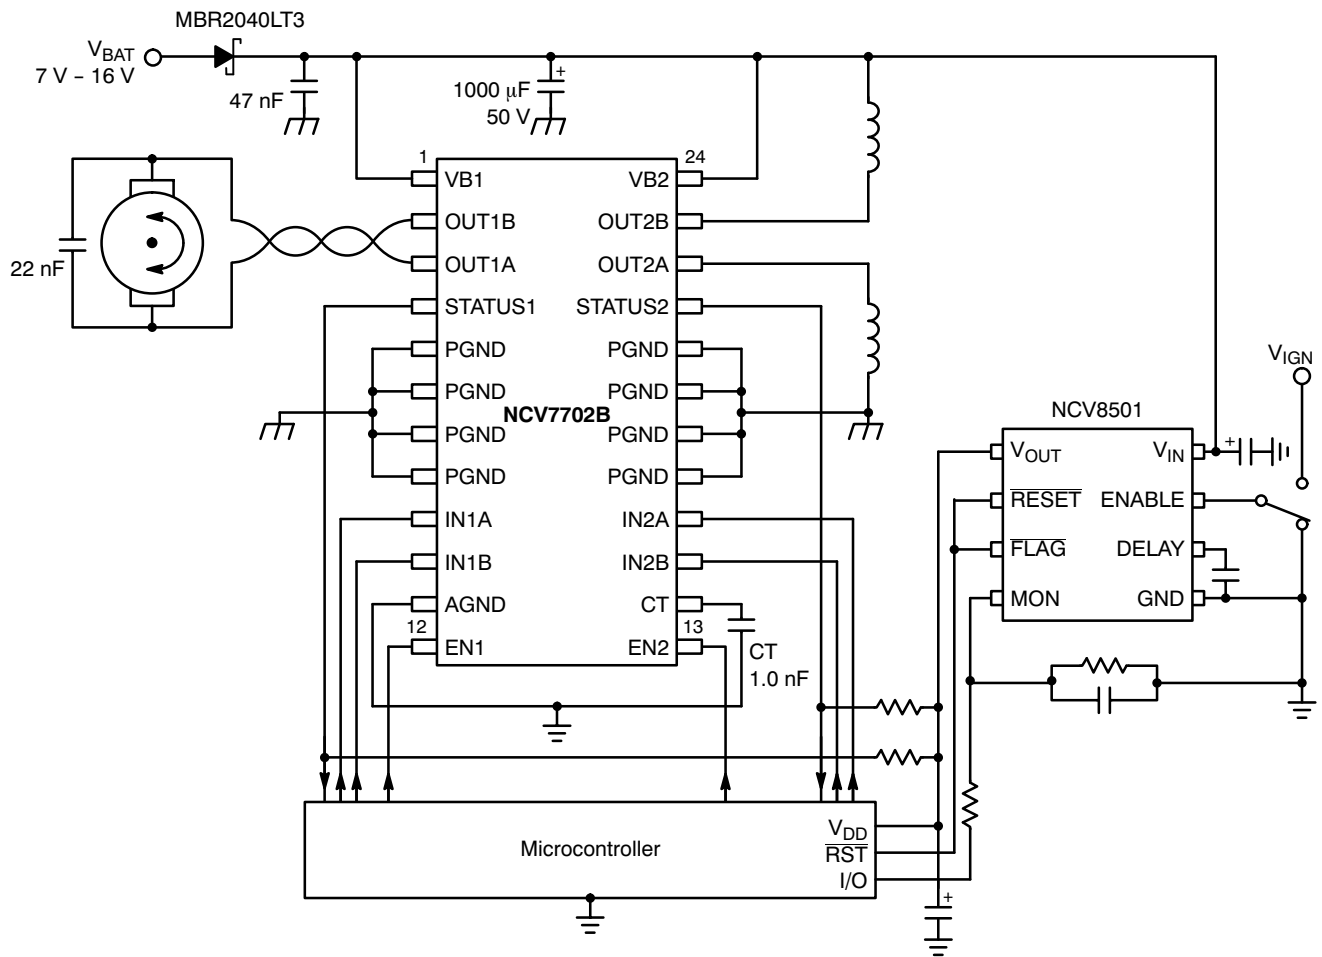 MBR2040LT3
VBAT
7 V – 16 V
47 nF
+
1000 μF
50 V
1
24
VB1
VB2
OUT1B
OUT2B
OUT1A
OUT2A
22 nF
STATUS1
STATUS2
PGND
PGND
PGND
PGND
NCV7702B
PGND
PGND
PGND
PGND
IN1A
IN2A
IN1B
IN2B
AGND
CT
12
13
EN1
EN2
CT
1.0 nF
VIGN
NCV8501
VOUT
VIN
+
RESET
ENABLE
FLAG
DELAY
MON
GND
Microcontroller
VDD
RST
I/O
+